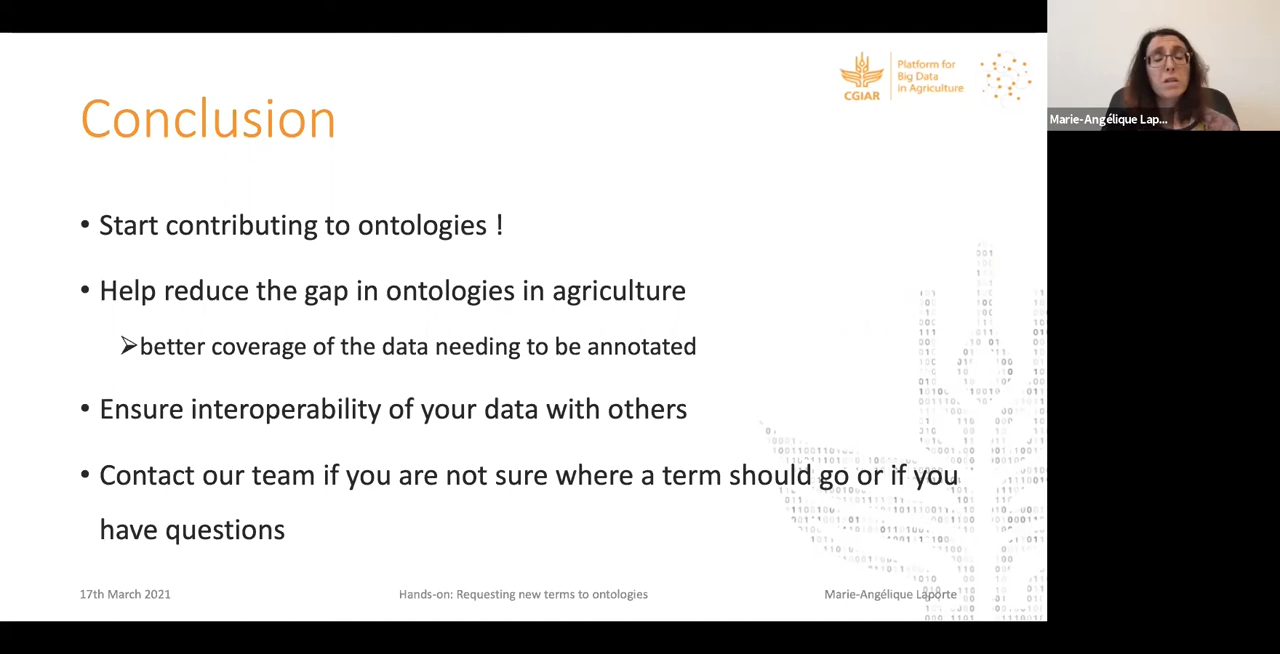 CGIAR
Platform for
Big Data
in Agriculture
Marie-Angélique Lap...
Conclusion
• Start contributing to ontologies !
• Help reduce the gap in ontologies in agriculture
➢better coverage of the data needing to be annotated
• Ensure interoperability of your data with others
• Contact our team if you are not sure where a term should go or if you
have questions
17th March 2021
Hands-on: Requesting new terms to ontologies
Marie-Angélique Laporte